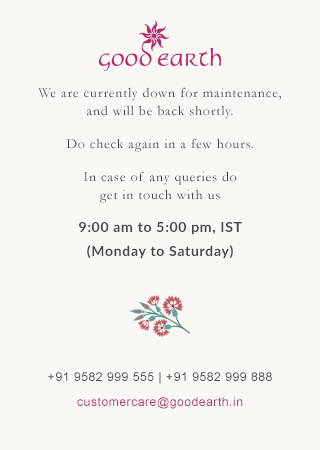 good earth
We are currently down for maintenance,
and will be back shortly.
Do check again in a few hours.
In case of any queries do
get in touch with us
9:00 am to 5:00 pm, IST
(Monday to Saturday)
+91 9582 999 555 | +91 9582 999 888
customercare@goodearth.in